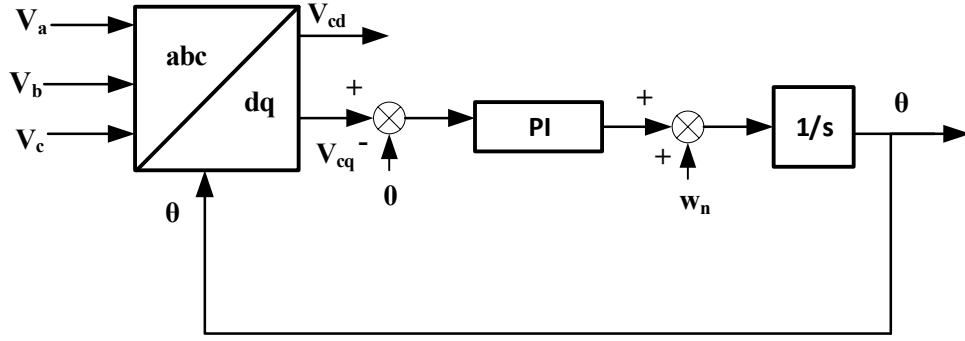 Va
Vb
Vc
abc
dq
Vcd
+
Vcq
-
0
PI
+
+
wn
1/s
θ
θ